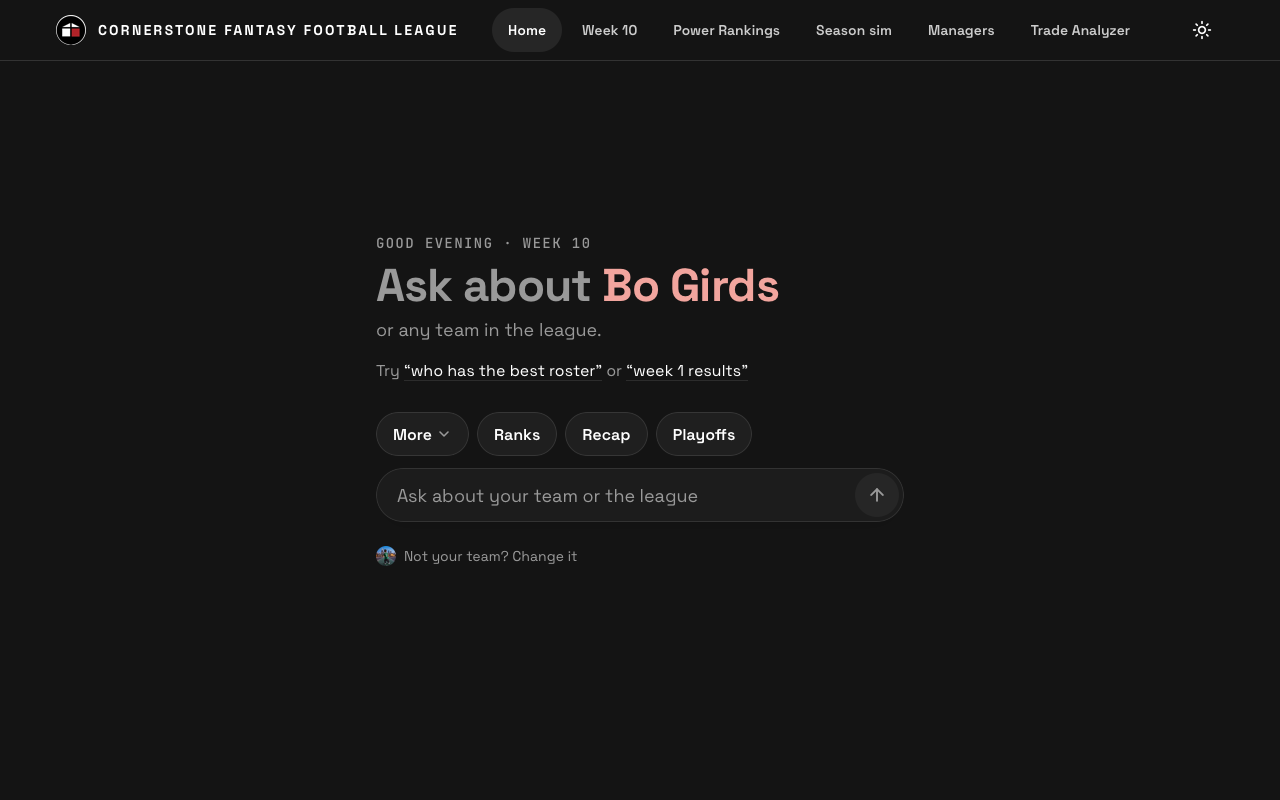 CORNERSTONE FANTASY FOOTBALL LEAGUE
Home
Week 10
Power Rankings
Season sim
Managers
Trade Analyzer
GOOD EVENING · WEEK 10
Ask about Bo Girds
or any team in the league.
Try “who has the best roster” or “week 1 results”
More
Ranks
Recap
Playoffs
Ask about your team or the league
Not your team? Change it